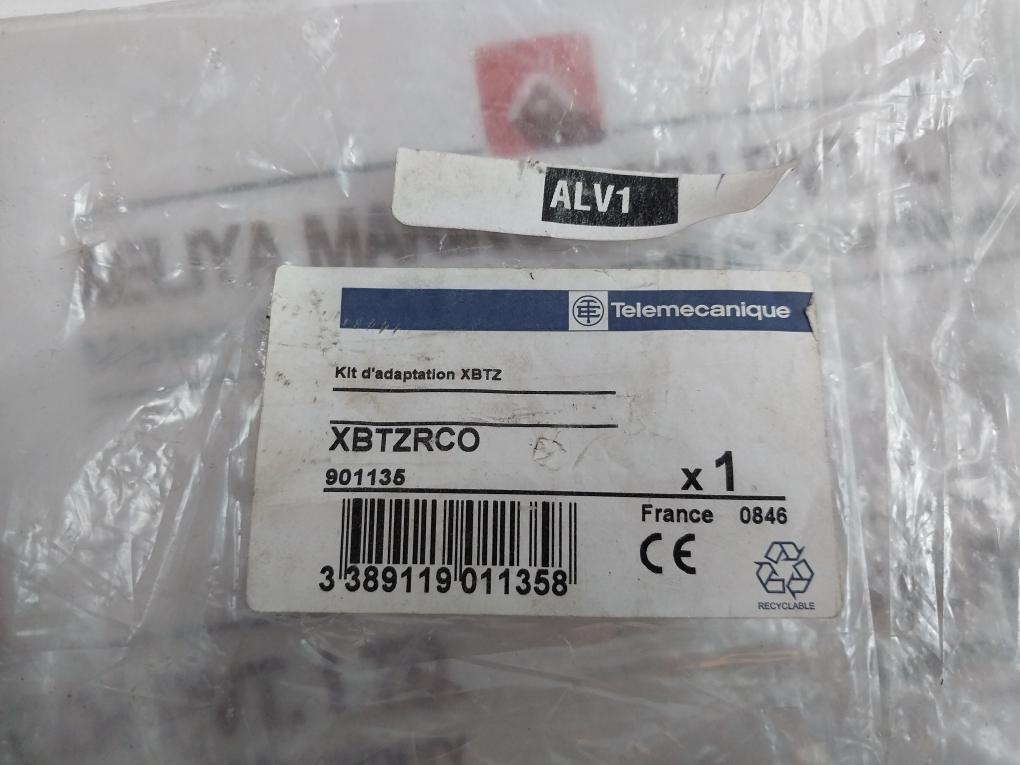 ALV1
Telemecanique
Kit d'adaptation XBTZ
XBTZRCO
901135
x 1
France 0846
CE
3 389119 011358
RECYCLABLE